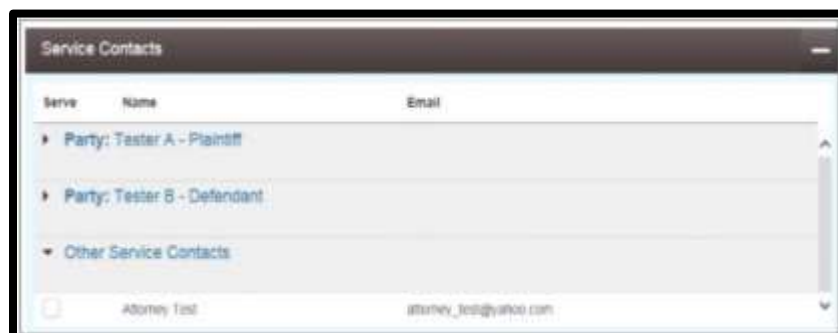 Service Contacts
Serve Name Email
Party: Tester A - Plaintiff
Party: Tester B - Defendant
Other Service Contacts
Attorney Test attorney_test@yahoo.com